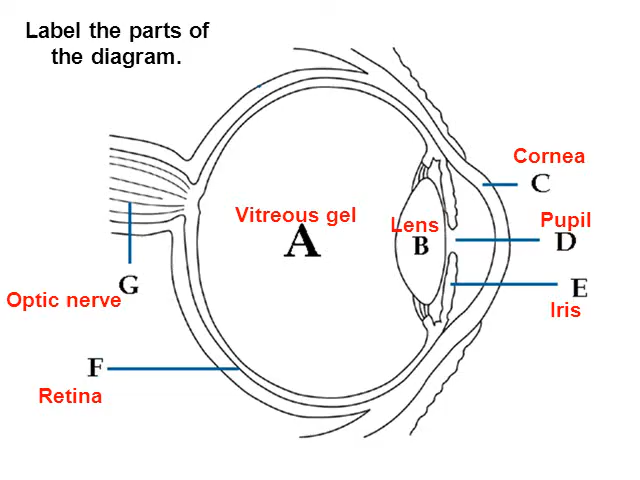 Label the parts of
the diagram.
Cornea
C
Vitreous gel
A
Lens
B
Pupil
D
E
Iris
G
Optic nerve
F
Retina